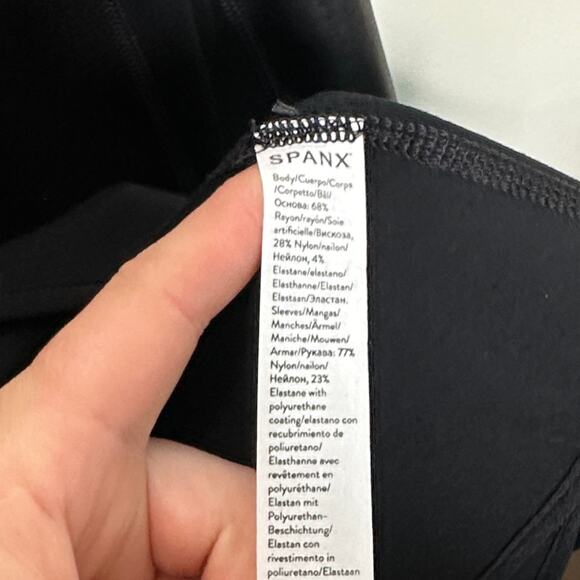 SPANX
Body/Cuerpo/Corps
/Corpetto/Bál/
Основа: 68%
Rayon/rayón/Soie
artificielle/Вискоза,
28% Nylon/nailon/
Нейлон, 4%
Elastane/elastano/
Elasthanne/Elastan/
Elastaan/Эластан.
Sleeves/Mangas/
Manches/Ärmel/
Maniche/Mouwen/
Armar/Рукава: 77%
Nylon/nailon/
Нейлон, 23%
Elastane with
polyurethane
coating/elastano con
recubrimiento de
poliuretano/
Elasthanne avec
revêtement en
polyuréthane/
Elastan mit
Polyurethan-
Beschichtung/
Elastan con
rivestimento in
poliuretano/Elastaan